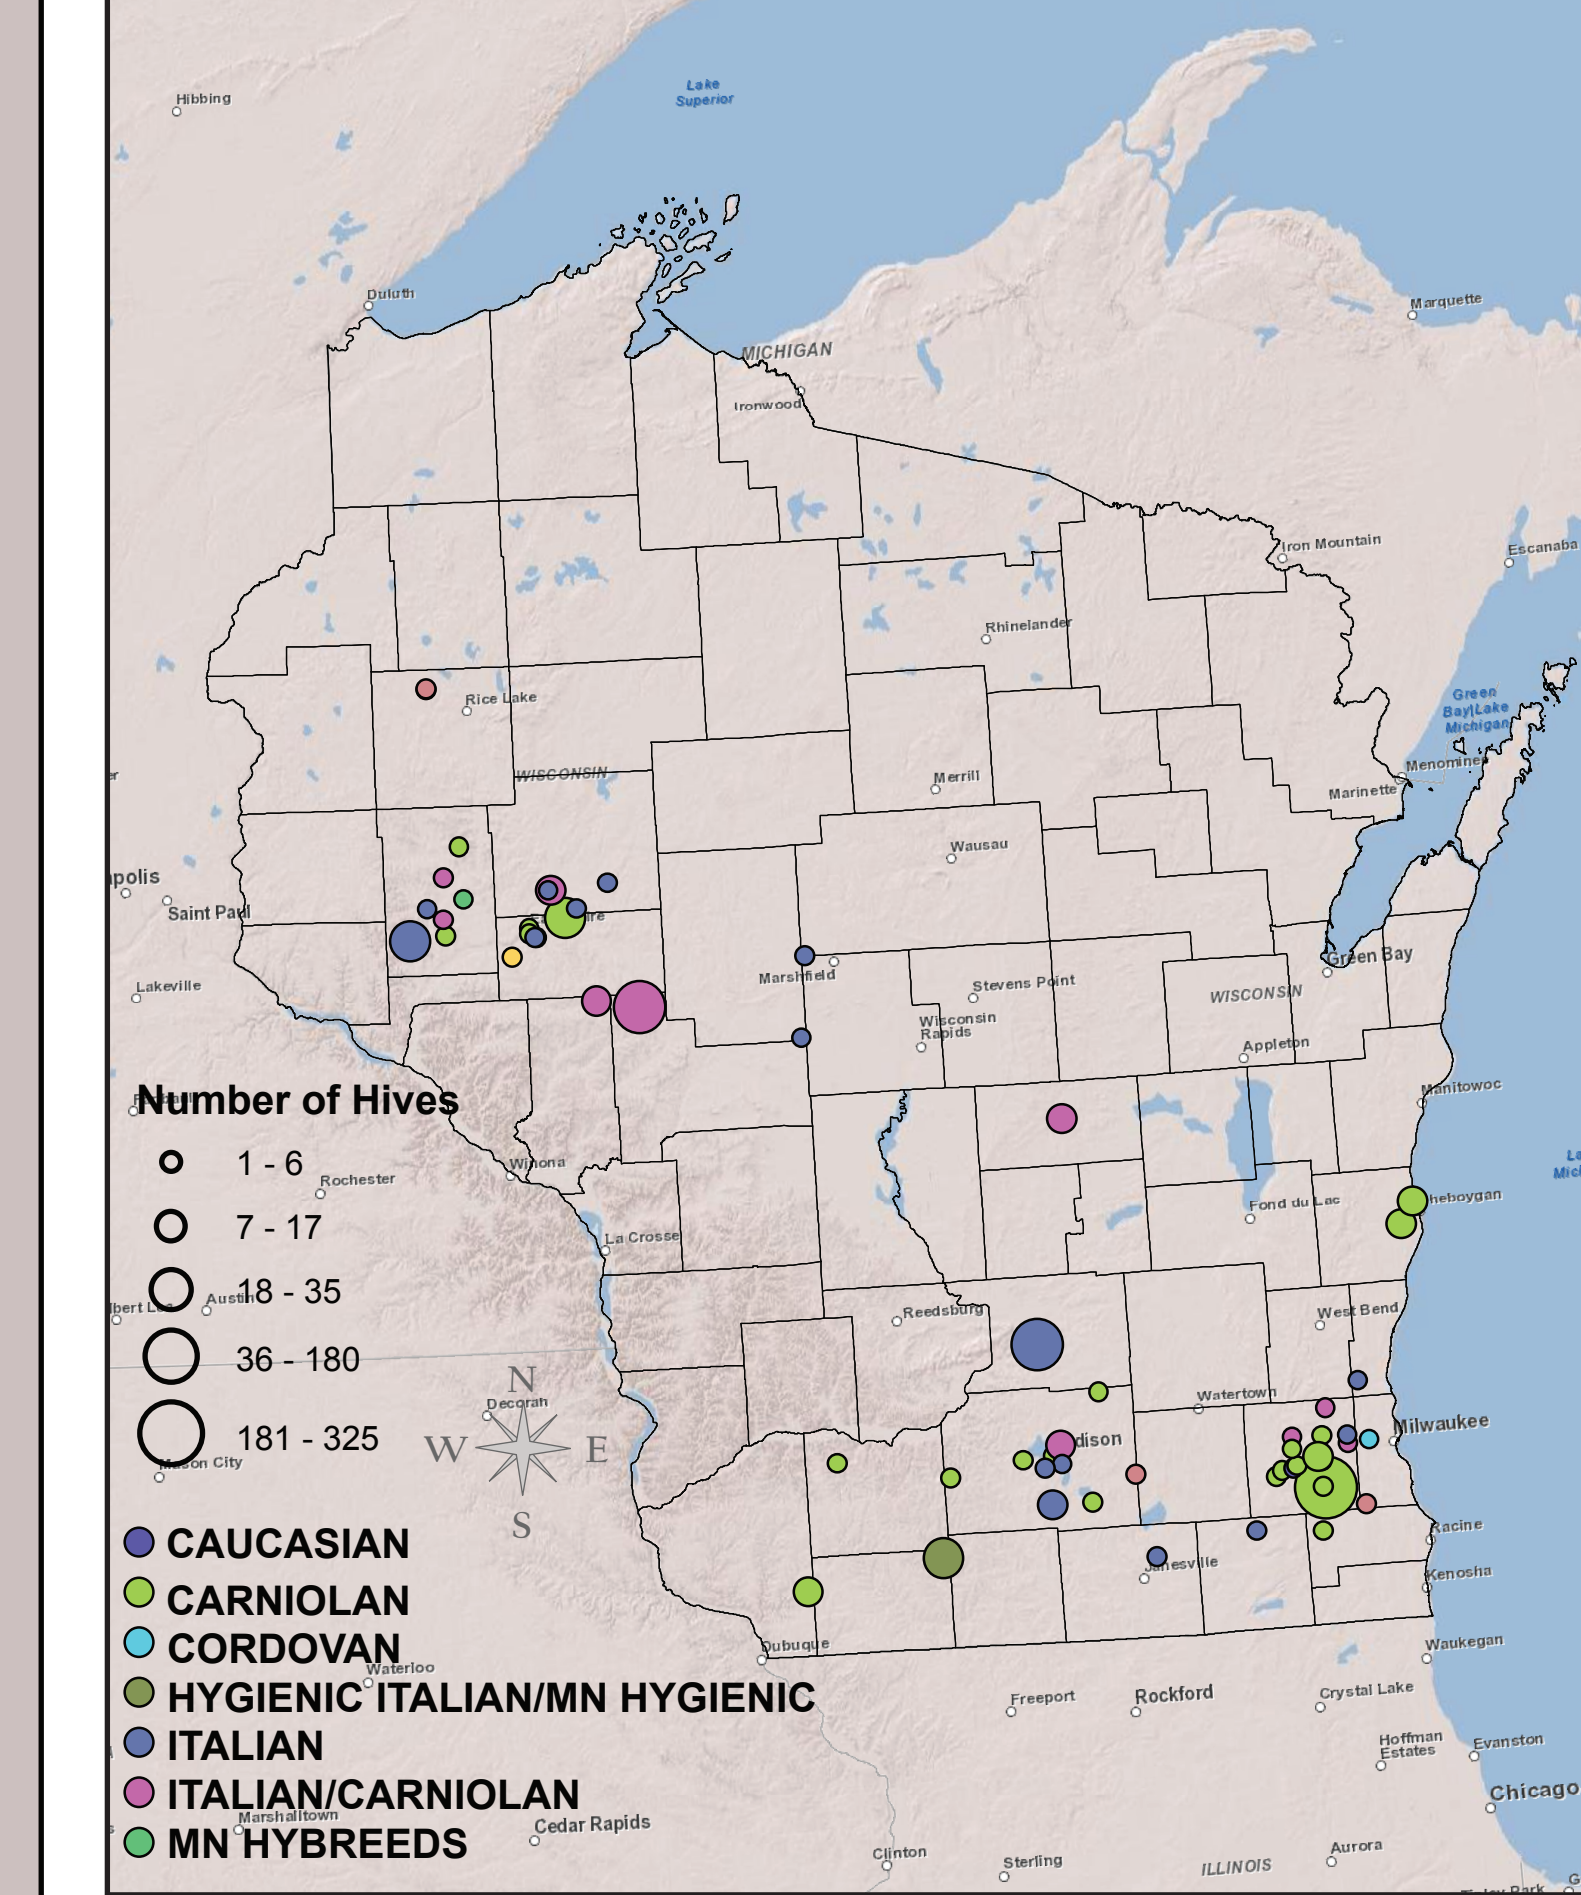 Hibbing
Lake
Superior
Duluth
Marquette
MICHIGAN
Ironwood
Iron Mountain
Escanaba
Rhinelander
Rice Lake
Green
Bay|Lake
Michigan
WISCONSIN
Menominee
Merrill
Marinette
Wausau
Saint Paul
Marshfield
Green Bay
Lakeville
Stevens Point
WISCONSIN
Wisconsin
Rapids
Appleton
Manitowoc
Number of Hives
1 - 6
Winona
Rochester
Fond du Lac
7 - 17
La Crosse
Austin
18 - 35
Reedsburg
West Bend
36 - 180
N
Decorah
Watertown
Milwaukee
181 - 325
W
E
Mason City
S
Racine
CAUCASIAN
Janesville
Kenosha
CARNIOLAN
Dubuque
Waukegan
CORDOVAN
Waterloo
HYGIENIC ITALIAN/MN HYGIENIC
Freeport
Rockford
Crystal Lake
ITALIAN
Hoffman
Estates
Evanston
ITALIAN/CARNIOLAN
Chicago
Marshalltown
Cedar Rapids
MN HYBREEDS
Clinton
Sterling
ILLINOIS
Aurora